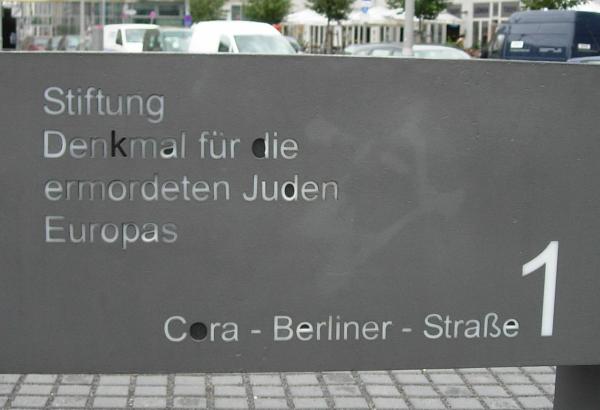 Stiftung
Denkmal für die
ermordeten Juden
Europas
Cora - Berliner - Straße 1